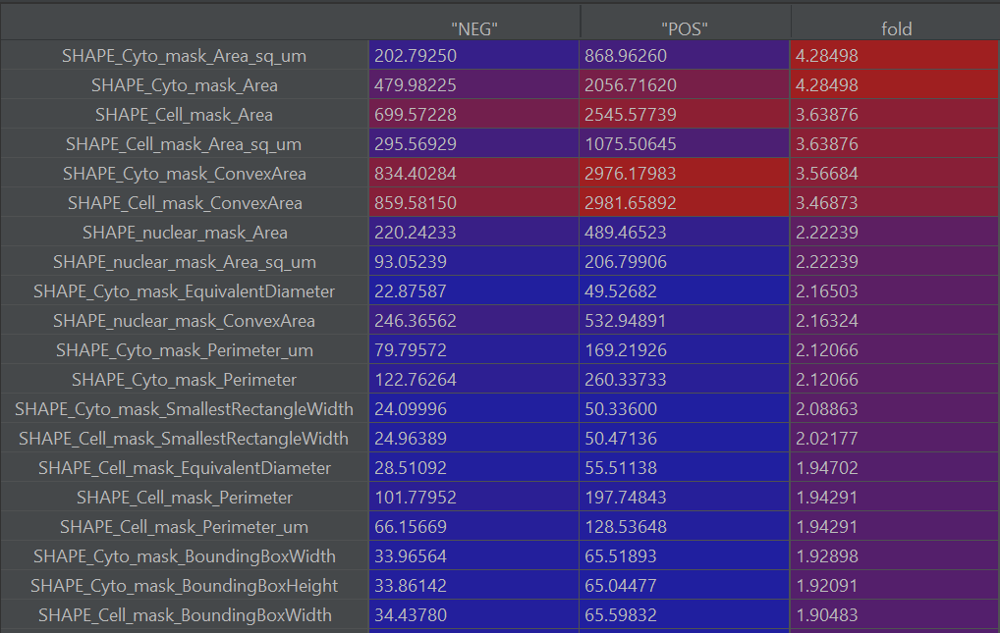 "NEG" "POS" fold
SHAPE_Cyto_mask_Area_sq_um 202.79250 868.96260 4.28498
SHAPE_Cyto_mask_Area 479.98225 2056.71620 4.28498
SHAPE_Cell_mask_Area 699.57228 2545.57739 3.63876
SHAPE_Cell_mask_Area_sq_um 295.56929 1075.50645 3.63876
SHAPE_Cyto_mask_ConvexArea 834.40284 2976.17983 3.56684
SHAPE_Cell_mask_ConvexArea 859.58150 2981.65892 3.46873
SHAPE_nuclear_mask_Area 220.24233 489.46523 2.22239
SHAPE_nuclear_mask_Area_sq_um 93.05239 206.79906 2.22239
SHAPE_Cyto_mask_EquivalentDiameter 22.87587 49.52682 2.16503
SHAPE_nuclear_mask_ConvexArea 246.36562 532.94891 2.16324
SHAPE_Cyto_mask_Perimeter_um 79.79572 169.21926 2.12066
SHAPE_Cyto_mask_Perimeter 122.76264 260.33733 2.12066
SHAPE_Cyto_mask_SmallestRectangleWidth 24.09996 50.33600 2.08863
SHAPE_Cell_mask_SmallestRectangleWidth 24.96389 50.47136 2.02177
SHAPE_Cell_mask_EquivalentDiameter 28.51092 55.51138 1.94702
SHAPE_Cell_mask_Perimeter 101.77952 197.74843 1.94291
SHAPE_Cell_mask_Perimeter_um 66.15669 128.53648 1.94291
SHAPE_Cyto_mask_BoundingBoxWidth 33.96564 65.51893 1.92898
SHAPE_Cyto_mask_BoundingBoxHeight 33.86142 65.04477 1.92091
SHAPE_Cell_mask_BoundingBoxWidth 34.43780 65.59832 1.90483